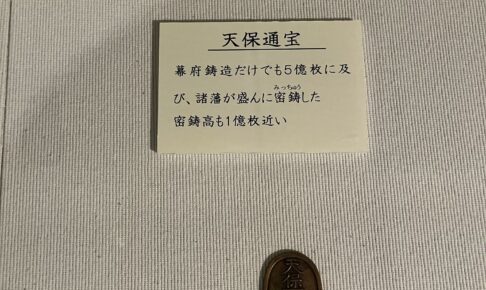 天保通宝
幕府鋳造だけでも5億枚に及
び、諸藩が盛んに密鋳した
みっちゅう
密鋳高も1億枚近い
天保